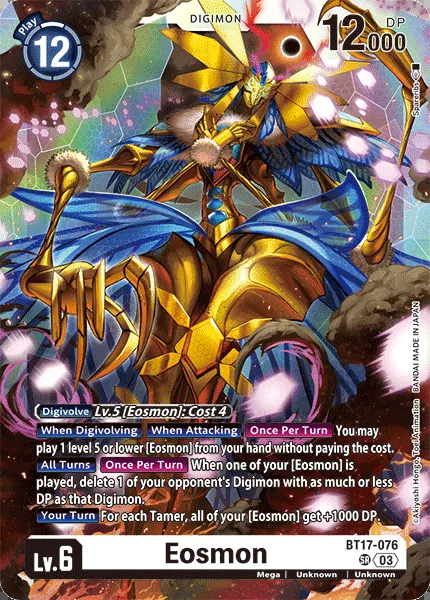 DIGIMON
Play
12
DP
12000
Sparenbs
Digivolve Lv.5 [Eosmon]: Cost 4
When Digivolving When Attacking Once Per Turn You may
play 1 level 5 or lower [Eosmon] from your hand without paying the cost.
All Turns Once Per Turn When one of your [Eosmon] is
played, delete 1 of your opponent's Digimon with as much or less
DP as that Digimon.
Your Turn For each Tamer, all of your [Eosmon] get +1000 DP.
©Akiyoshi Hongo, Toei Animation BANDAI MADE IN JAPAN
Lv.6
Eosmon
BT17-076
SR 03
Mega | Unknown | Unknown